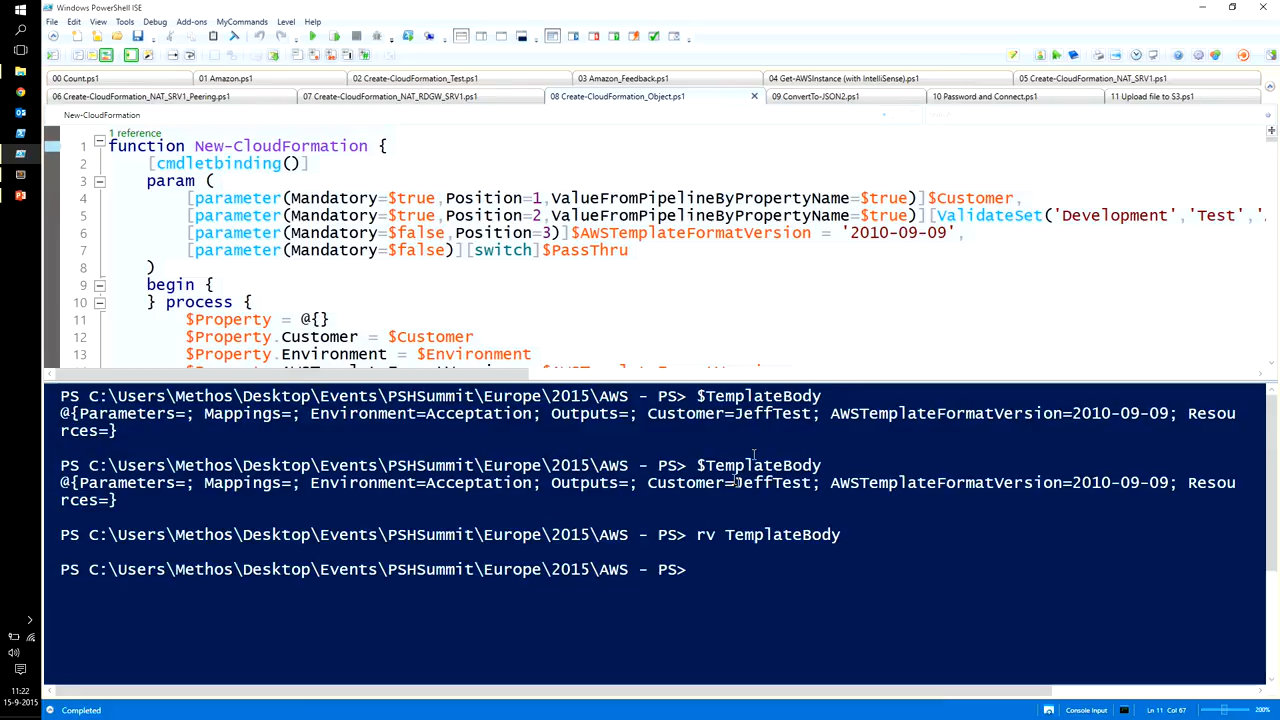 Windows PowerShell ISE
File Edit View Tools Debug Add-ons MyCommands Level Help
00 Count.ps1 01 Amazon.ps1 02 Create-CloudFormation_Test.ps1 03 Amazon_Feedback.ps1 04 Get-AWSInstance (with IntelliSense).ps1 05 Create-CloudFormation_NAT_SRV1.ps1
06 Create-CloudFormation_NAT_SRV1_Peering.ps1 07 Create-CloudFormation_NAT_RDGW_SRV1.ps1 08 Create-CloudFormation_Object.ps1 09 ConvertTo-JSON2.ps1 10 Password and Connect.ps1 11 Upload file to S3.ps1
New-CloudFormation
1 reference
1 function New-CloudFormation {
2 [cmdletbinding()]
3 param (
4 [parameter(Mandatory=$true,Position=1,ValueFromPipelineByPropertyName=$true)]$Customer,
5 [parameter(Mandatory=$true,Position=2,ValueFromPipelineByPropertyName=$true)][ValidateSet('Development','Test','
6 [parameter(Mandatory=$false,Position=3)]$AWSTemplateFormatVersion = '2010-09-09',
7 [parameter(Mandatory=$false)][switch]$PassThru
8 )
9 begin {
10 } process {
11 $Property = @{}
12 $Property.Customer = $Customer
13 $Property.Environment = $Environment
PS C:\Users\Methos\Desktop\Events\PSHSummit\Europe\2015\AWS - PS> $TemplateBody
@{Parameters=; Mappings=; Environment=Acceptation; Outputs=; Customer=JeffTest; AWSTemplateFormatVersion=2010-09-09; Resou
rces=}
PS C:\Users\Methos\Desktop\Events\PSHSummit\Europe\2015\AWS - PS> $TemplateBody
@{Parameters=; Mappings=; Environment=Acceptation; Outputs=; Customer=JeffTest; AWSTemplateFormatVersion=2010-09-09; Resou
rces=}
PS C:\Users\Methos\Desktop\Events\PSHSummit\Europe\2015\AWS - PS> rv TemplateBody
PS C:\Users\Methos\Desktop\Events\PSHSummit\Europe\2015\AWS - PS>
11:22
15-9-2015
Completed
Console Input Ln 11 Col 67 200%